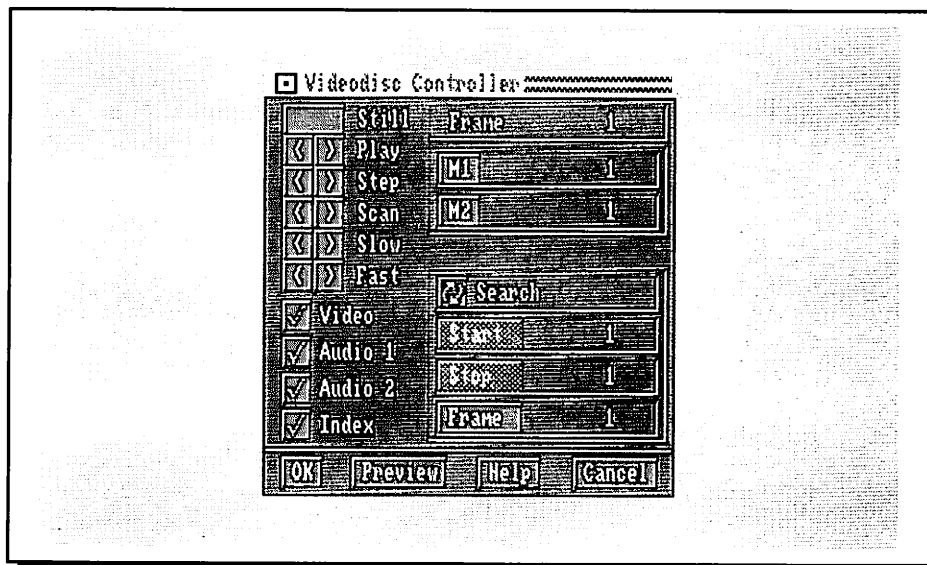 Videodisc Controller
Still
Play
Step
Scan
Slow
Fast
Video
Audio 1
Audio 2
Index
Frame 1
M1 1
M2 1
Search
Start 1
Stop 1
Frame 1
OK Preview Help Cancel